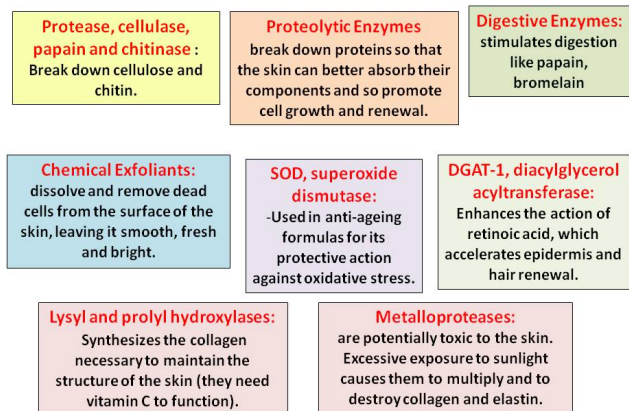 Protease, cellulase,
papain and chitinase :
Break down cellulose and
chitin.
Proteolytic Enzymes
break down proteins so that
the skin can better absorb their
components and so promote
cell growth and renewal.
Digestive Enzymes:
stimulates digestion
like papain,
bromelain
Chemical Exfoliants:
dissolve and remove dead
cells from the surface of the
skin, leaving it smooth, fresh
and bright.
SOD, superoxide
dismutase:
-Used in anti-ageing
formulas for its
protective action
against oxidative stress.
DGAT-1, diacylglycerol
acyltransferase:
Enhances the action of
retinoic acid, which
accelerates epidermis and
hair renewal.
Lysyl and prolyl hydroxylases:
Synthesizes the collagen
necessary to maintain the
structure of the skin (they need
vitamin C to function).
Metalloproteases:
are potentially toxic to the skin.
Excessive exposure to sunlight
causes them to multiply and to
destroy collagen and elastin.